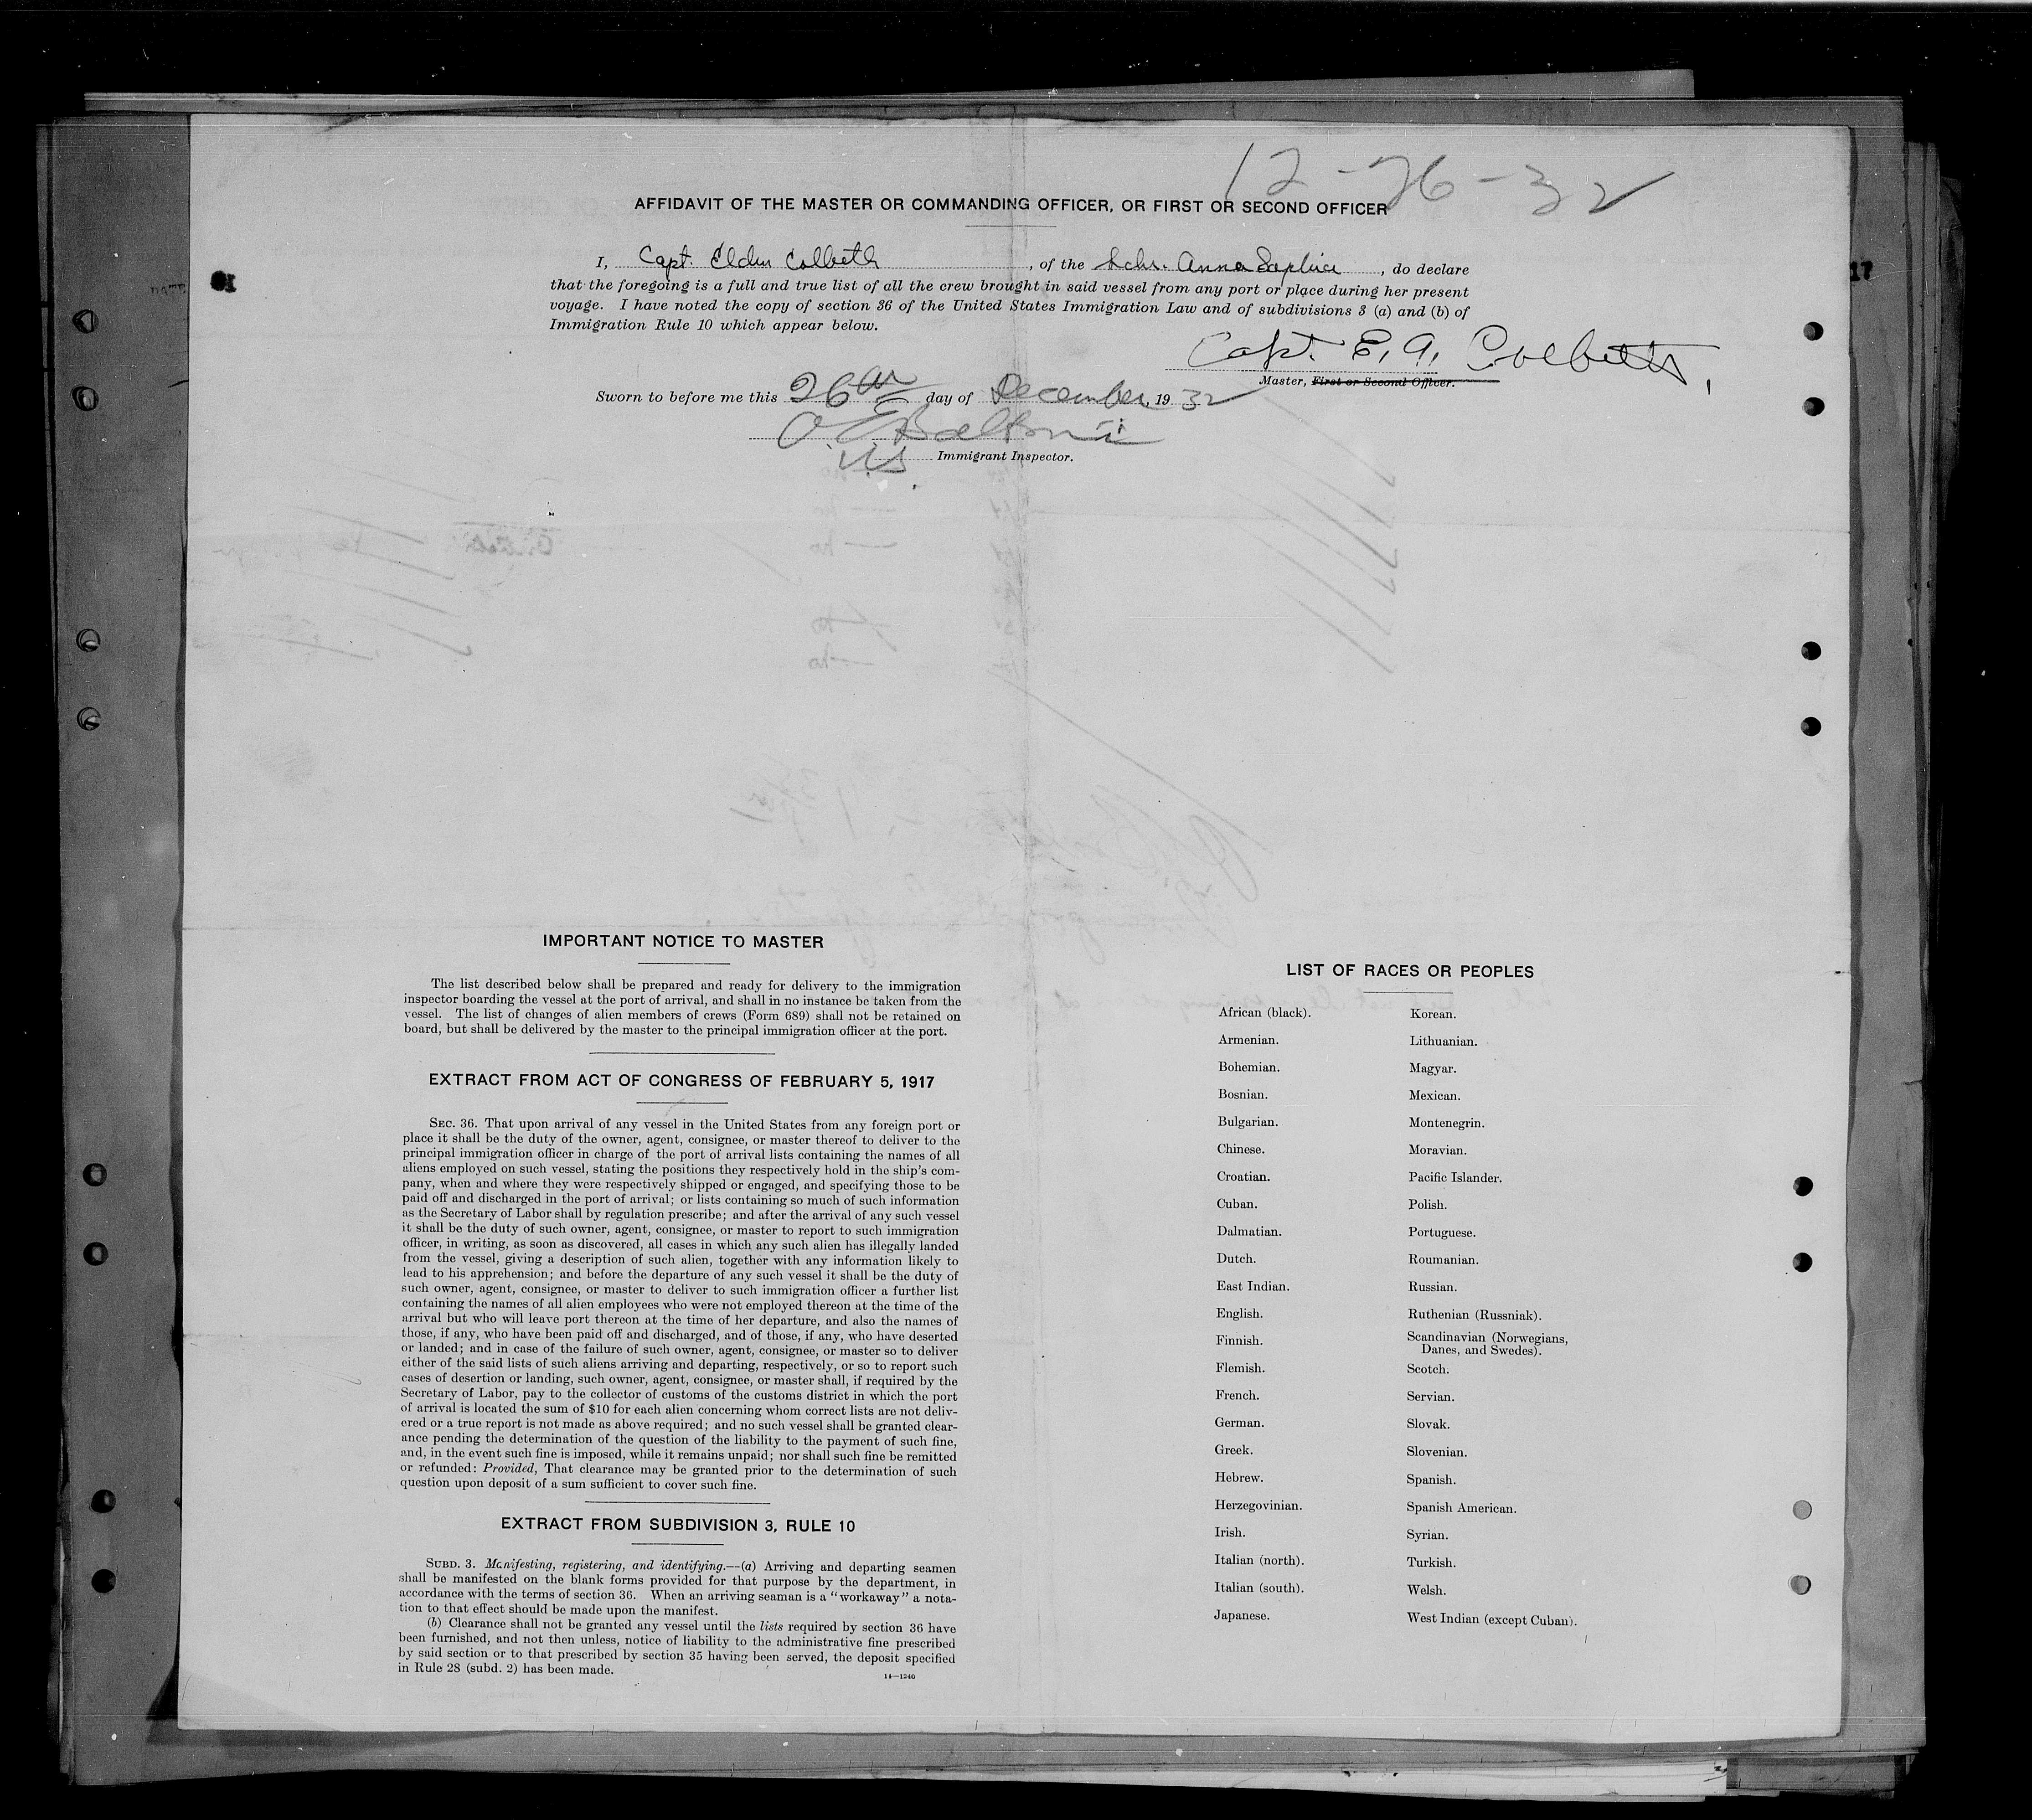 12-26-32
AFFIDAVIT OF THE MASTER OR COMMANDING OFFICER, OR FIRST OR SECOND OFFICER
I, Capt. Elden Colbeth, of the Schr. Anna Sophia, do declare
that the foregoing is a full and true list of all the crew brought in said vessel from any port or place during her present
voyage. I have noted the copy of section 36 of the United States Immigration Law and of subdivisions 3 (a) and (b) of
Immigration Rule 10 which appear below.
Capt. E. A. Colbeth,
Master, First or Second Officer.
Sworn to before me this 26th day of December, 1932
US Immigrant Inspector.
IMPORTANT NOTICE TO MASTER
The list described below shall be prepared and ready for delivery to the immigration
inspector boarding the vessel at the port of arrival, and shall in no instance be taken from the
vessel. The list of changes of alien members of crews (Form 689) shall not be retained on
board, but shall be delivered by the master to the principal immigration officer at the port.
EXTRACT FROM ACT OF CONGRESS OF FEBRUARY 5, 1917
SEC. 36. That upon arrival of any vessel in the United States from any foreign port or
place it shall be the duty of the owner, agent, consignee, or master thereof to deliver to the
principal immigration officer in charge of the port of arrival lists containing the names of all
aliens employed on such vessel, stating the positions they respectively hold in the ship's com-
pany, when and where they were respectively shipped or engaged, and specifying those to be
paid off and discharged in the port of arrival; or lists containing so much of such information
as the Secretary of Labor shall by regulation prescribe; and after the arrival of any such vessel
it shall be the duty of such owner, agent, consignee, or master to report to such immigration
officer, in writing, as soon as discovered, all cases in which any such alien has illegally landed
from the vessel, giving a description of such alien, together with any information likely to
lead to his apprehension; and before the departure of any such vessel it shall be the duty of
such owner, agent, consignee, or master to deliver to such immigration officer a further list
containing the names of all alien employees who were not employed thereon at the time of the
arrival but who will leave port thereon at the time of her departure, and also the names of
those, if any, who have been paid off and discharged, and of those, if any, who have deserted
or landed; and in case of the failure of such owner, agent, consignee, or master so to deliver
either of the said lists of such aliens arriving and departing, respectively, or so to report such
cases of desertion or landing, such owner, agent, consignee, or master shall, if required by the
Secretary of Labor, pay to the collector of customs of the customs district in which the port
of arrival is located the sum of $10 for each alien concerning whom correct lists are not deliv-
ered or a true report is not made as above required; and no such vessel shall be granted clear-
ance pending the determination of the question of the liability to the payment of such fine,
and, in the event such fine is imposed, while it remains unpaid; nor shall such fine be remitted
or refunded: Provided, That clearance may be granted prior to the determination of such
question upon deposit of a sum sufficient to cover such fine.
EXTRACT FROM SUBDIVISION 3, RULE 10
SUBD. 3. Manifesting, registering, and identifying.—(a) Arriving and departing seamen
shall be manifested on the blank forms provided for that purpose by the department, in
accordance with the terms of section 36. When an arriving seaman is a "workaway" a nota-
tion to that effect should be made upon the manifest.
(b) Clearance shall not be granted any vessel until the lists required by section 36 have
been furnished, and not then unless, notice of liability to the administrative fine prescribed
by said section or to that prescribed by section 35 having been served, the deposit specified
in Rule 28 (subd. 2) has been made.
14—1240
LIST OF RACES OR PEOPLES
African (black). Korean.
Armenian. Lithuanian.
Bohemian. Magyar.
Bosnian. Mexican.
Bulgarian. Montenegrin.
Chinese. Moravian.
Croatian. Pacific Islander.
Cuban. Polish.
Dalmatian. Portuguese.
Dutch. Roumanian.
East Indian. Russian.
English. Ruthenian (Russniak).
Finnish. Scandinavian (Norwegians,
Danes, and Swedes).
Flemish. Scotch.
French. Servian.
German. Slovak.
Greek. Slovenian.
Hebrew. Spanish.
Herzegovinian. Spanish American.
Irish. Syrian.
Italian (north). Turkish.
Italian (south). Welsh.
Japanese. West Indian (except Cuban).
17